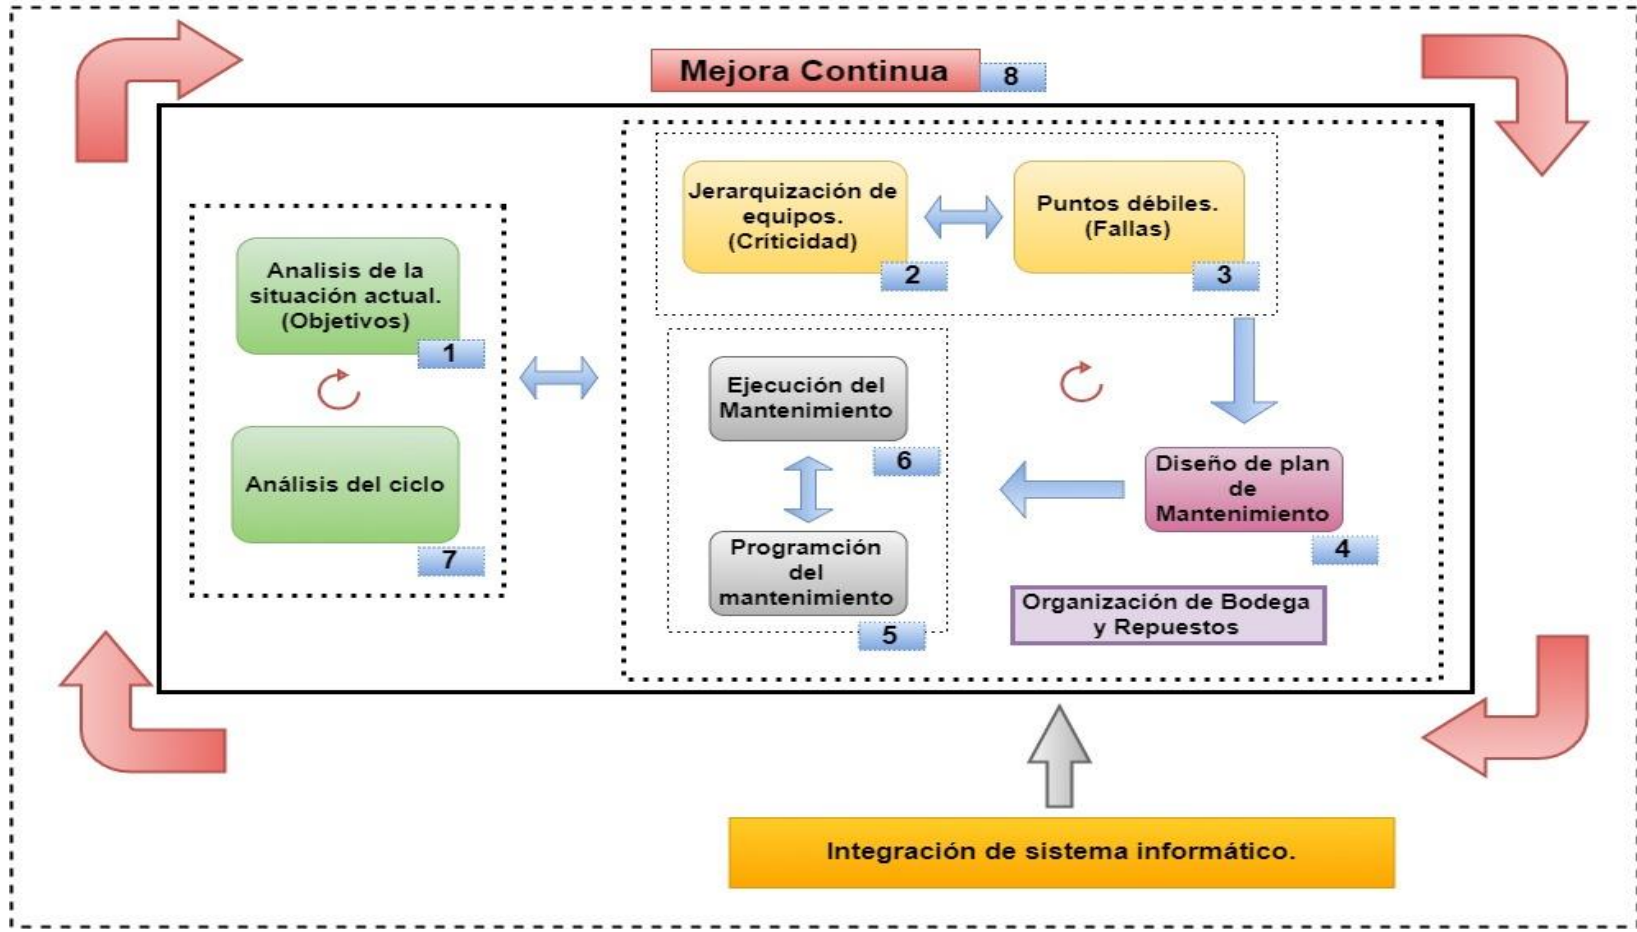 Mejora Continua
8
Jerarquización de
equipos.
(Críticidad)
2
Puntos débiles.
(Fallas)
3
Analisis de la
situación actual.
(Objetivos)
1
Ejecución del
Mantenimiento
6
Análisis del ciclo
7
Diseño de plan
de
Mantenimiento
4
Programción
del
mantenimiento
5
Organización de Bodega
y Repuestos
Integración de sistema informático.